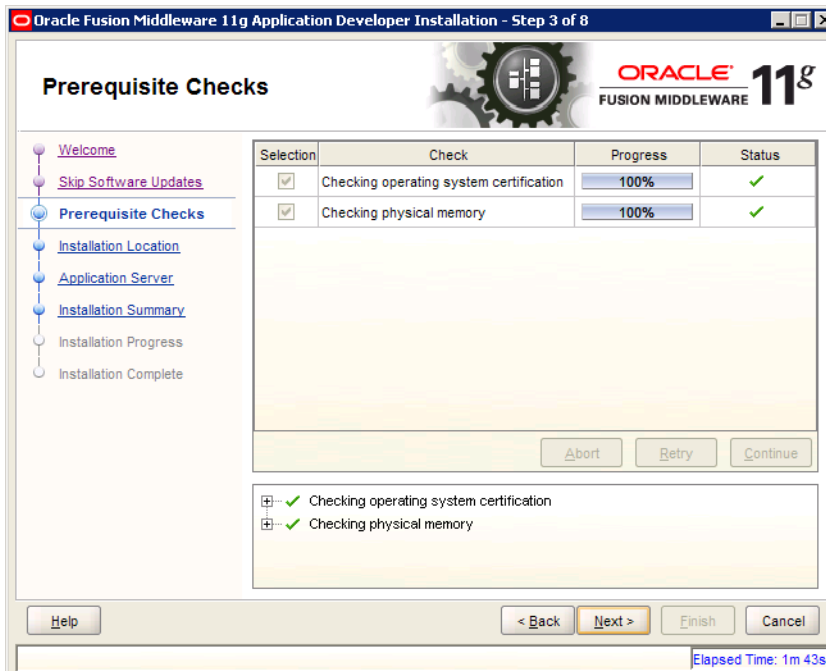 Oracle Fusion Middleware 11g Application Developer Installation - Step 3 of 8
Prerequisite Checks
ORACLE
FUSION MIDDLEWARE
11g
Welcome
Skip Software Updates
Prerequisite Checks
Installation Location
Application Server
Installation Summary
Installation Progress
Installation Complete
Selection Check Progress Status
Checking operating system certification 100%
Checking physical memory 100%
Abort Retry Continue
Checking operating system certification
Checking physical memory
Help < Back Next > Finish Cancel
Elapsed Time: 1m 43s